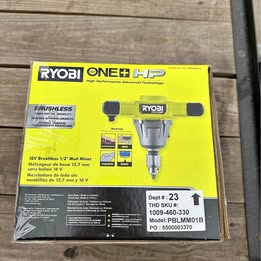 RYOBI ONE+ HP
High Performance Advanced Technology
BRUSHLESS
RYOBI
18V Brushless 1/2" Mud Mixer
Mélangeur de boue 12,7 mm
sans balais 18 V
Mezcladora de lodo sin
escobillas de 12,7 mm y 18 V
Dept # : 23
THD SKU #:
1009-460-330
Model:PBLMM01B
PO : 5500003370